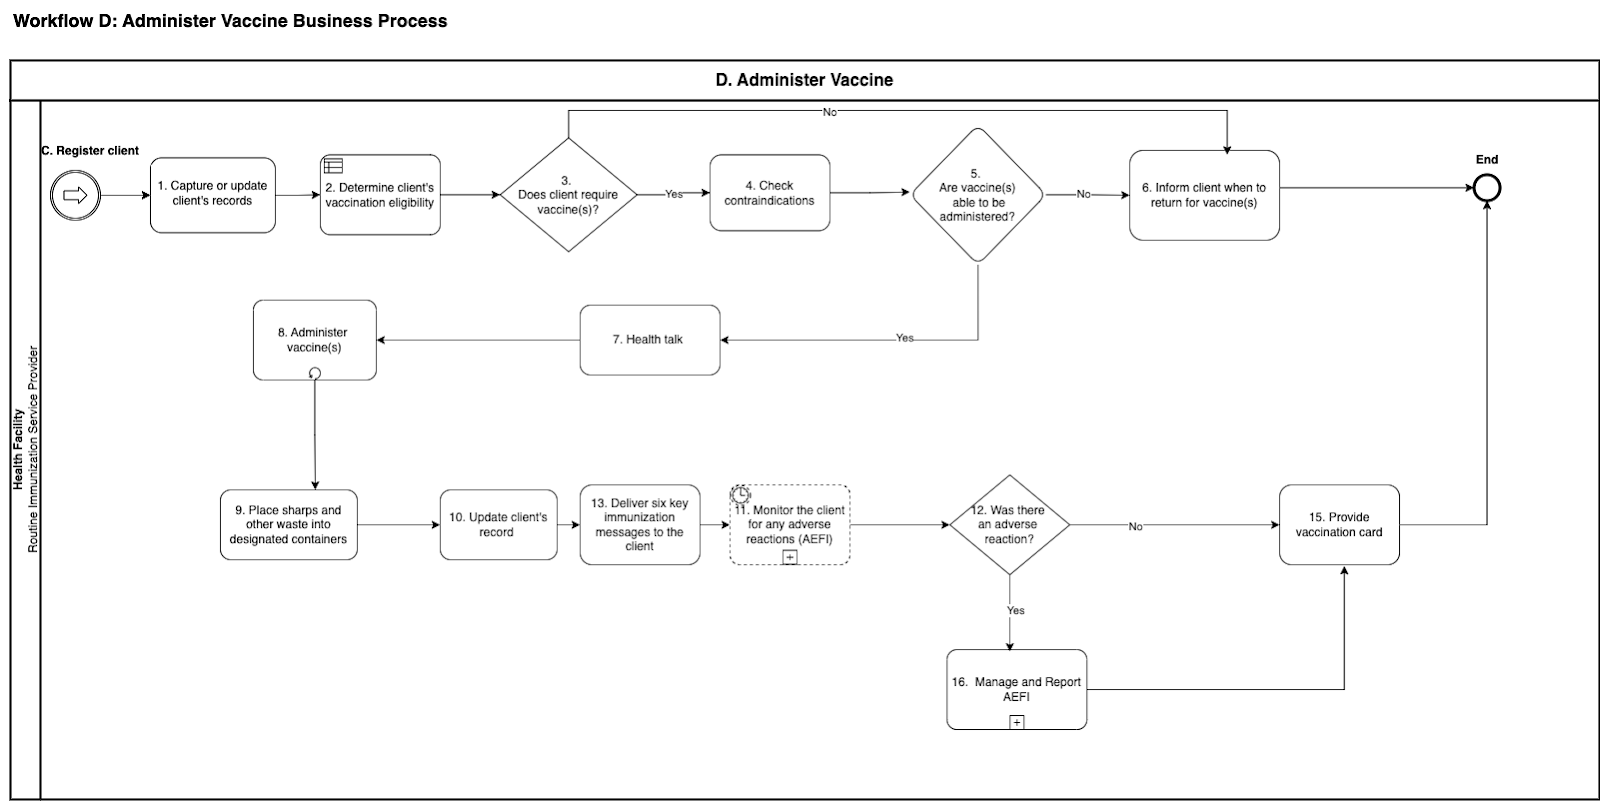 Workflow D: Administer Vaccine Business Process
D. Administer Vaccine
Health Facility
Routine Immunization Service Provider
C. Register client
1. Capture or update
client's records
2. Determine client's
vaccination eligibility
3.
Does client require
vaccine(s)?
No
Yes
4. Check
contraindications
5.
Are vaccine(s)
able to be
administered?
No
6. Inform client when to
return for vaccine(s)
End
Yes
7. Health talk
8. Administer
vaccine(s)
9. Place sharps and
other waste into
designated containers
10. Update client's
record
13. Deliver six key
immunization
messages to the
client
11. Monitor the client
for any adverse
reactions (AEFI)
12. Was there
an adverse
reaction?
No
15. Provide
vaccination card
Yes
16. Manage and Report
AEFI